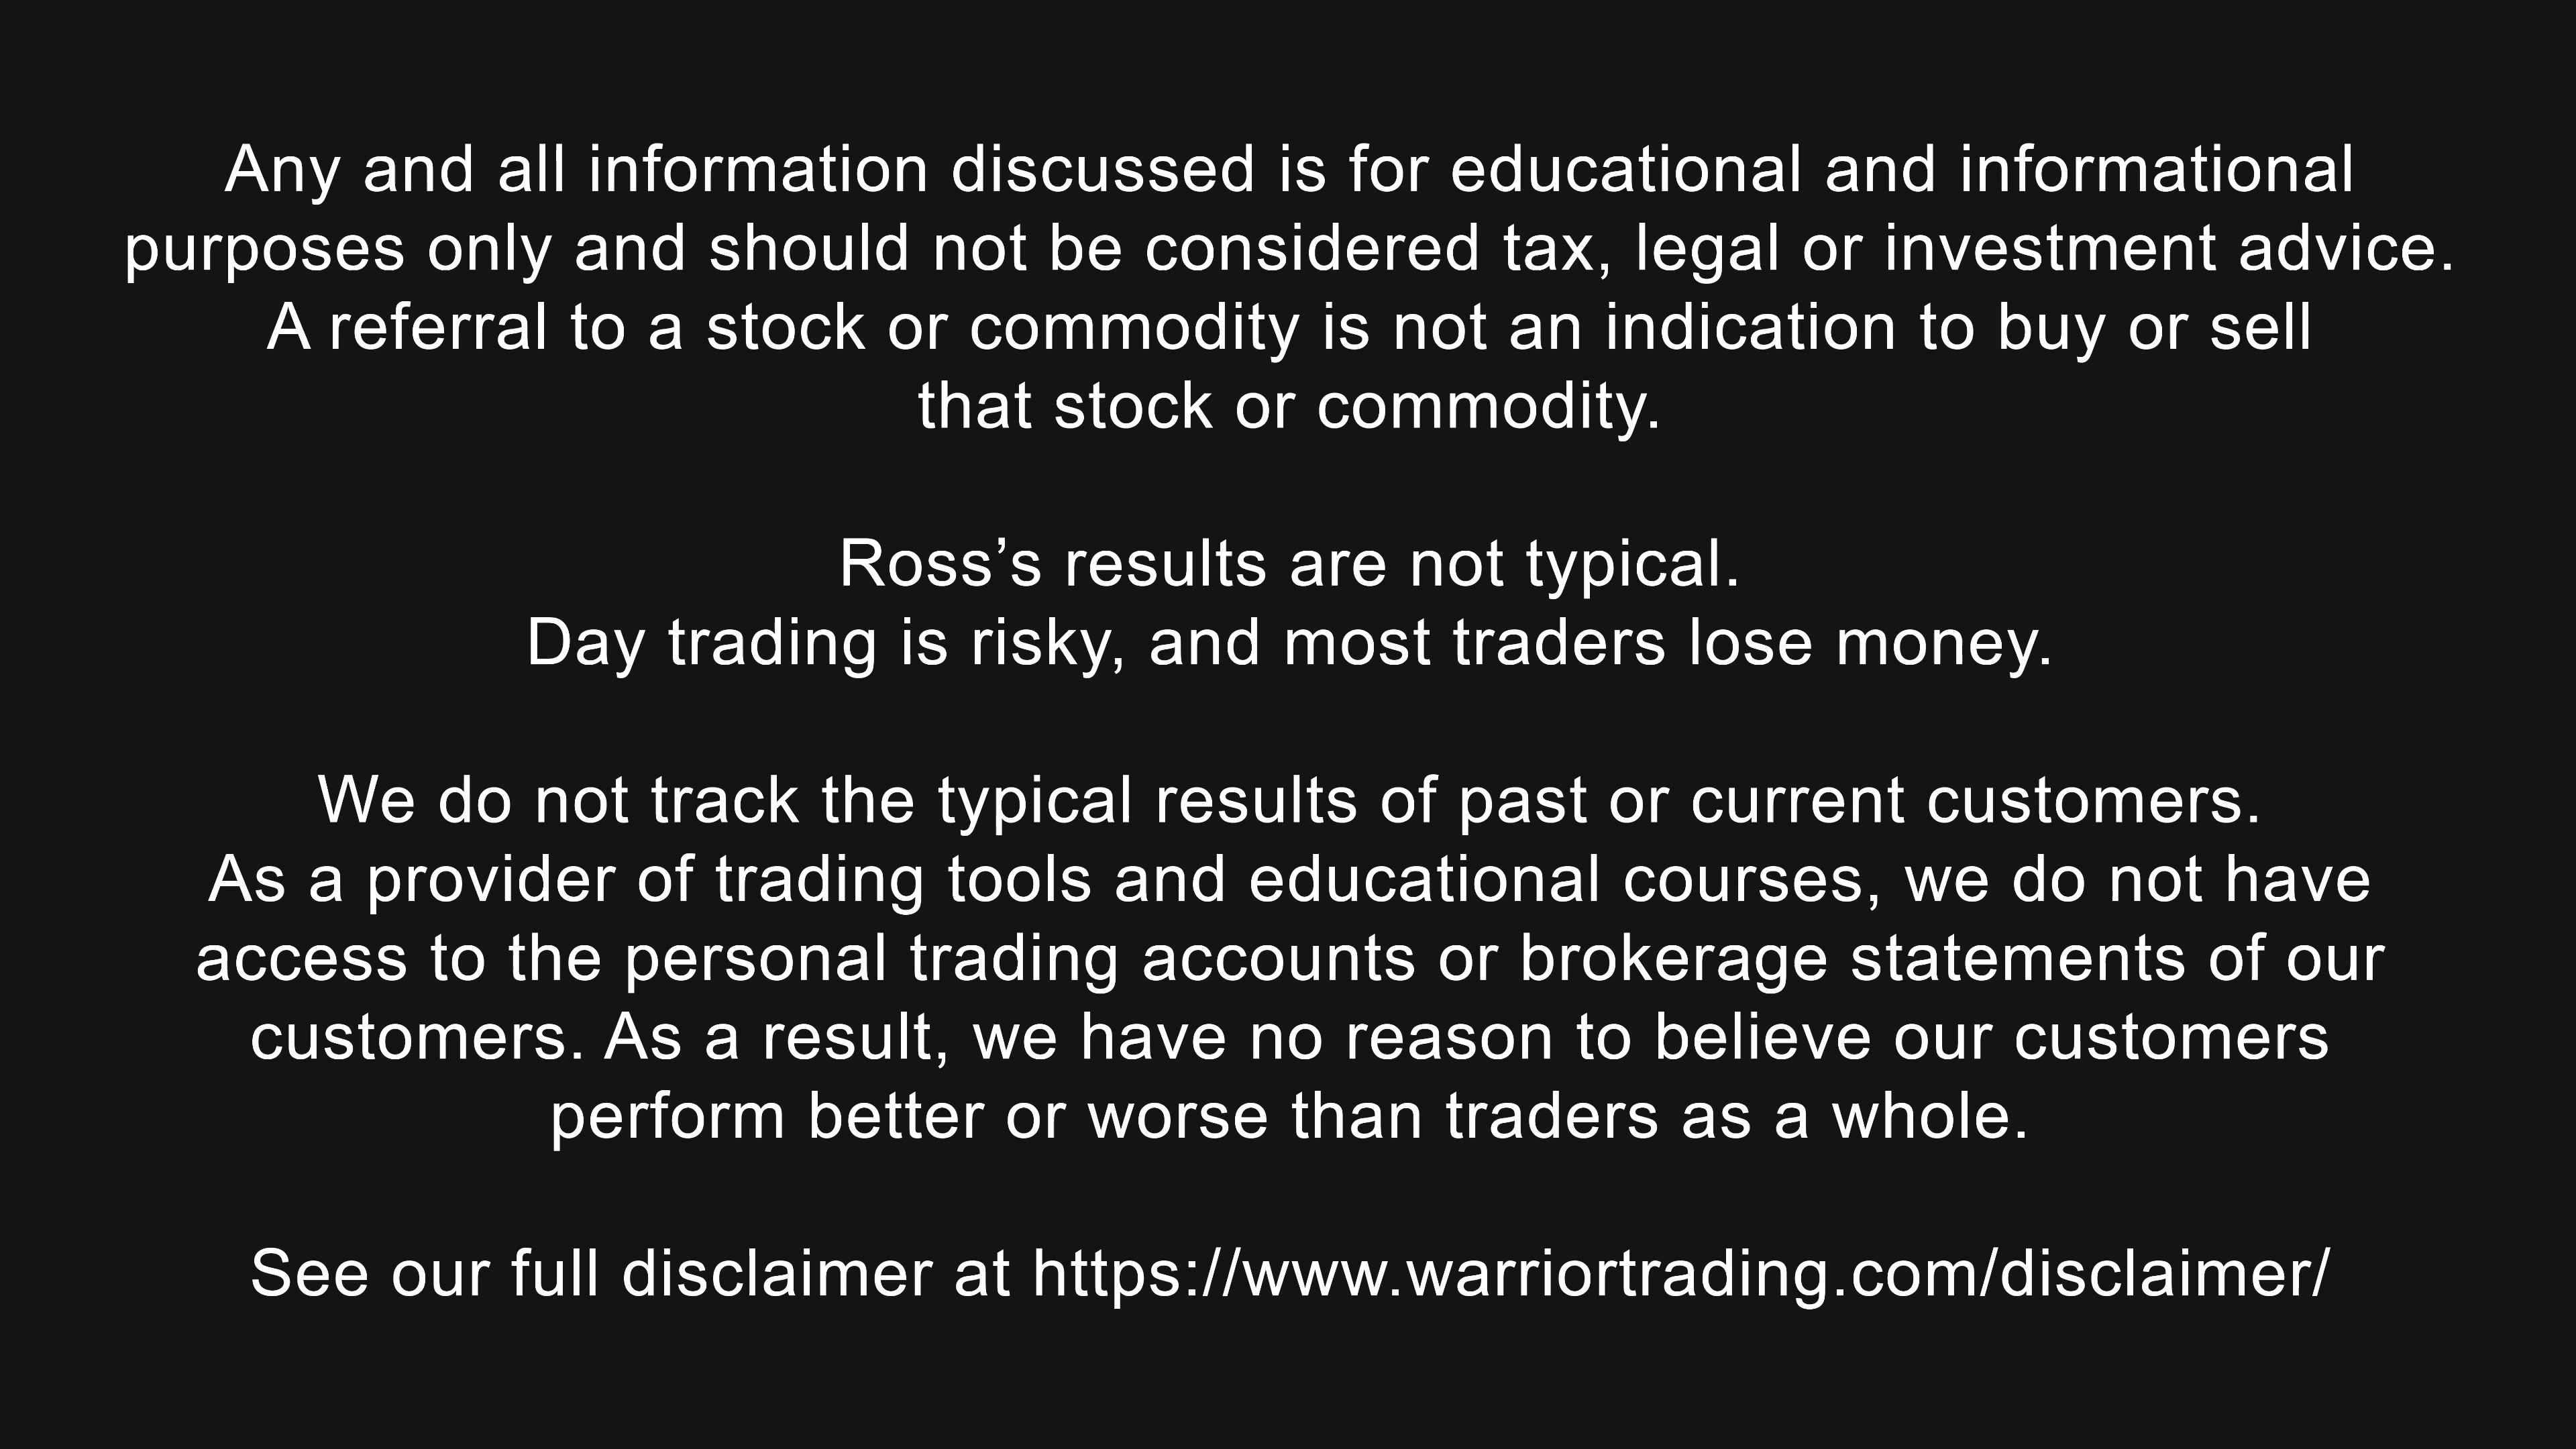 Any and all information discussed is for educational and informational
purposes only and should not be considered tax, legal or investment advice.
A referral to a stock or commodity is not an indication to buy or sell
that stock or commodity.
Ross’s results are not typical.
Day trading is risky, and most traders lose money.
We do not track the typical results of past or current customers.
As a provider of trading tools and educational courses, we do not have
access to the personal trading accounts or brokerage statements of our
customers. As a result, we have no reason to believe our customers
perform better or worse than traders as a whole.
See our full disclaimer at https://www.warriortrading.com/disclaimer/